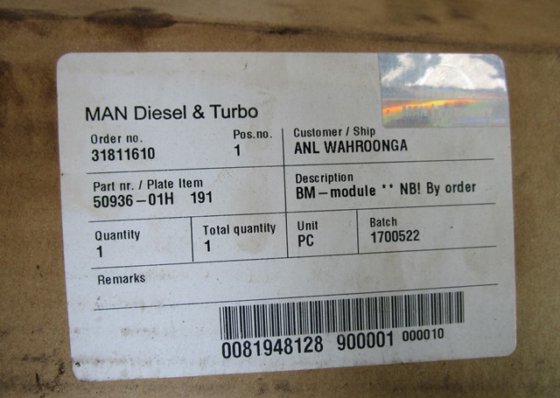 MAN Diesel & Turbo
Order no. Pos.no. Customer / Ship
31811610 1 ANL WAHROONGA
Part nr. / Plate Item Description
50936-01H 191 BM-module ** NB! By order
Quantity Total quantity Unit Batch
1 1 PC 1700522
Remarks
0081948128 900001 000010